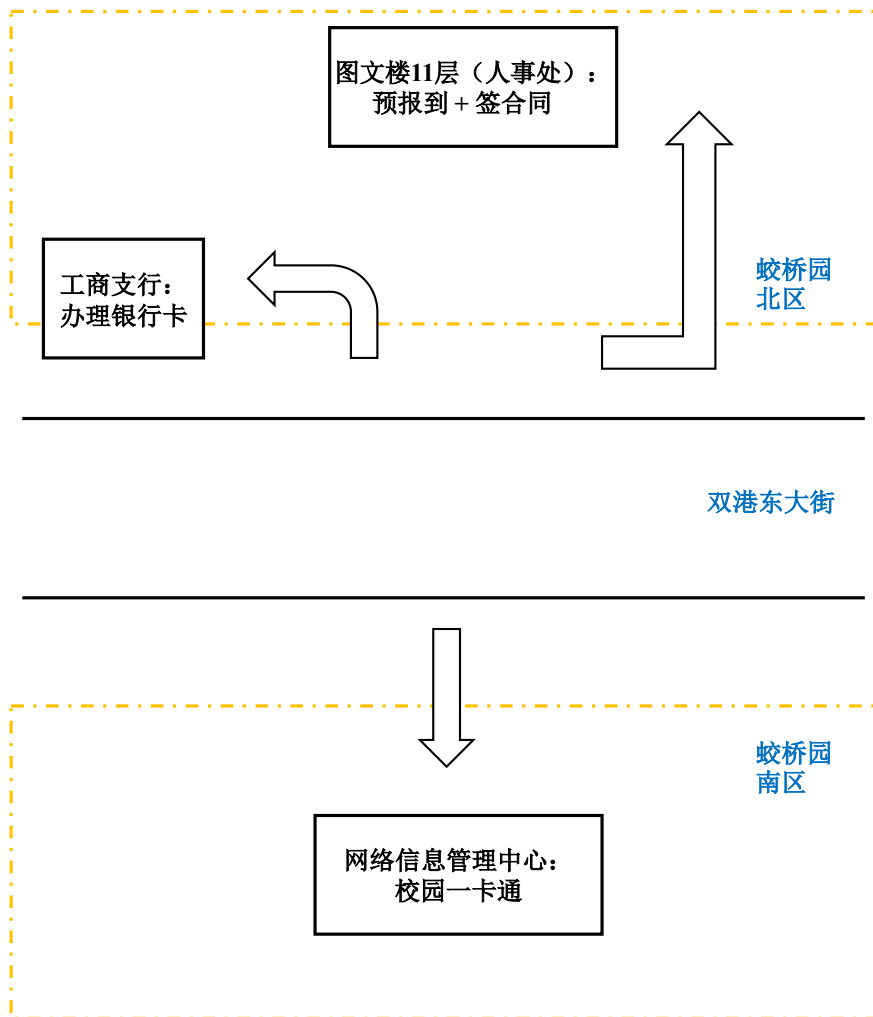 图文楼11层（人事处）：
预报到 + 签合同
工商支行：
办理银行卡
蛟桥园
北区
双港东大街
蛟桥园
南区
网络信息管理中心：
校园一卡通